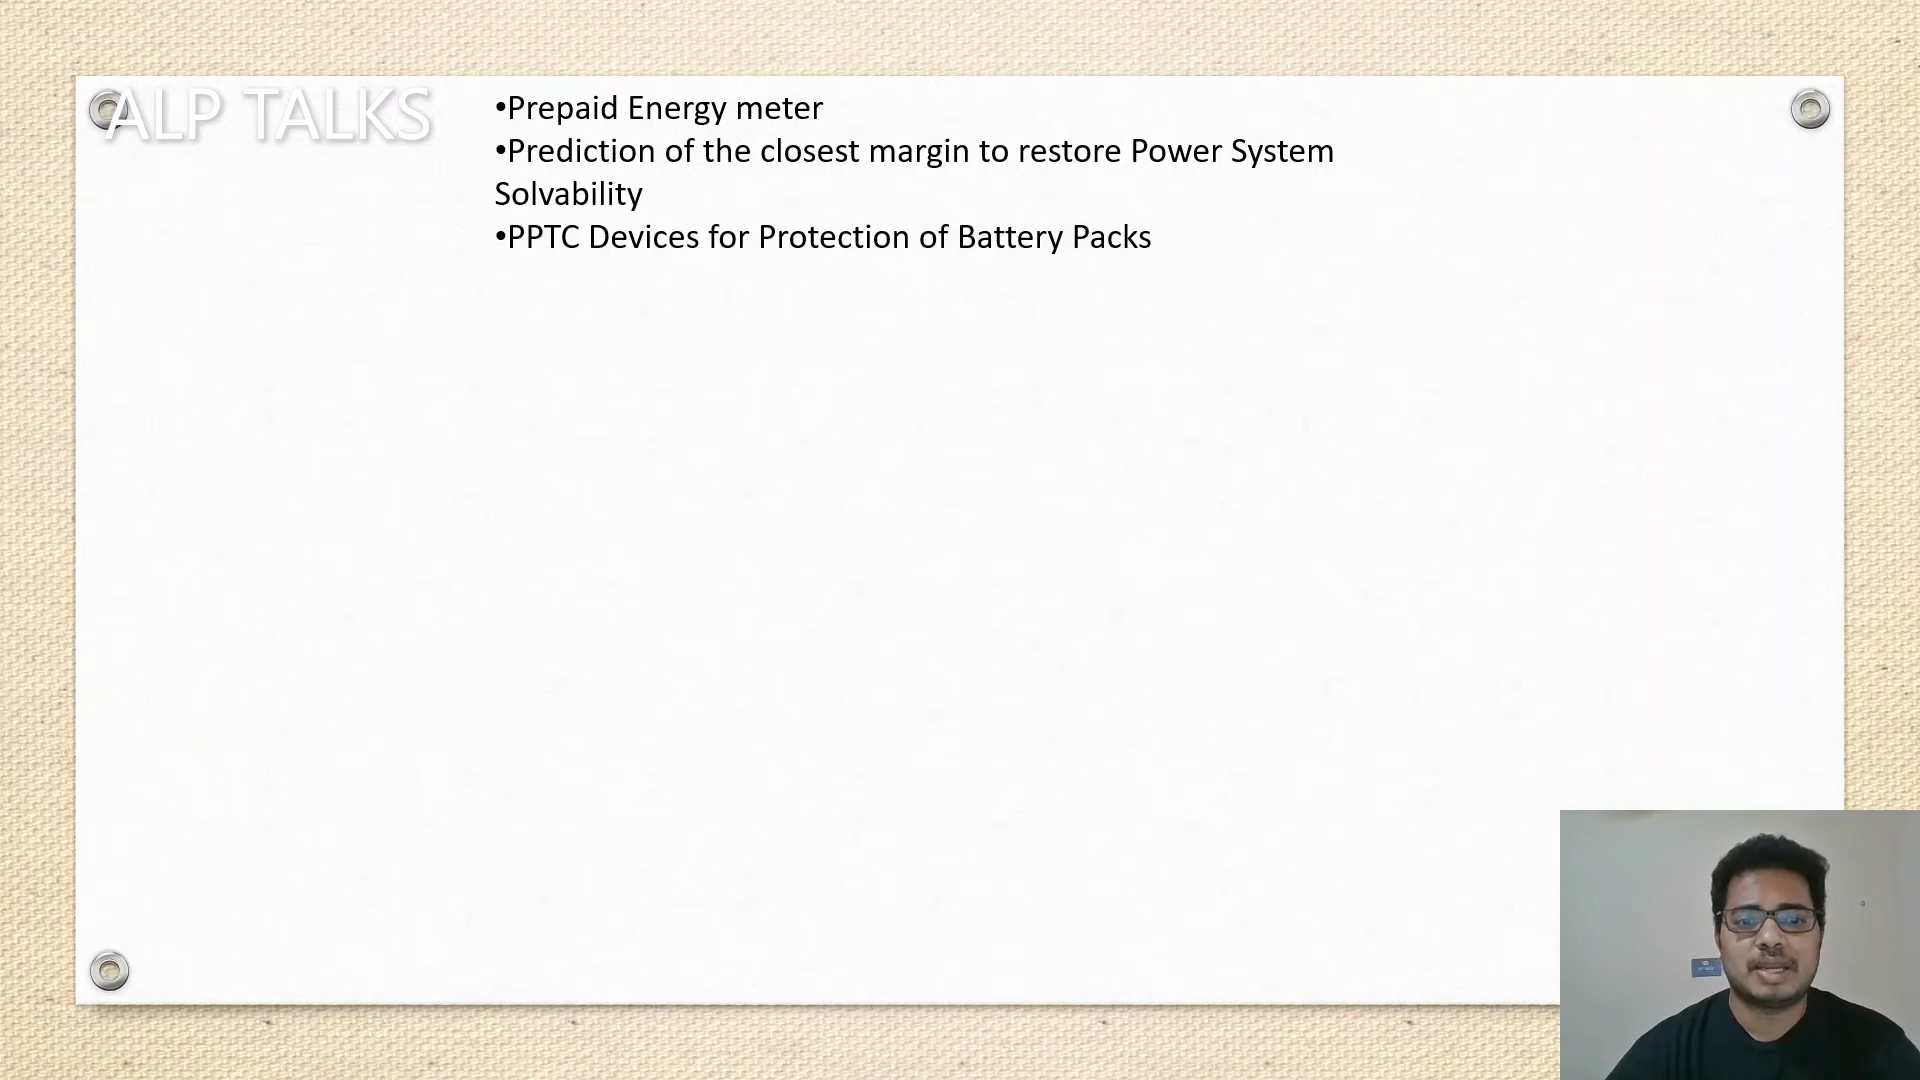 ALP TALKS
•Prepaid Energy meter
•Prediction of the closest margin to restore Power System
Solvability
•PPTC Devices for Protection of Battery Packs